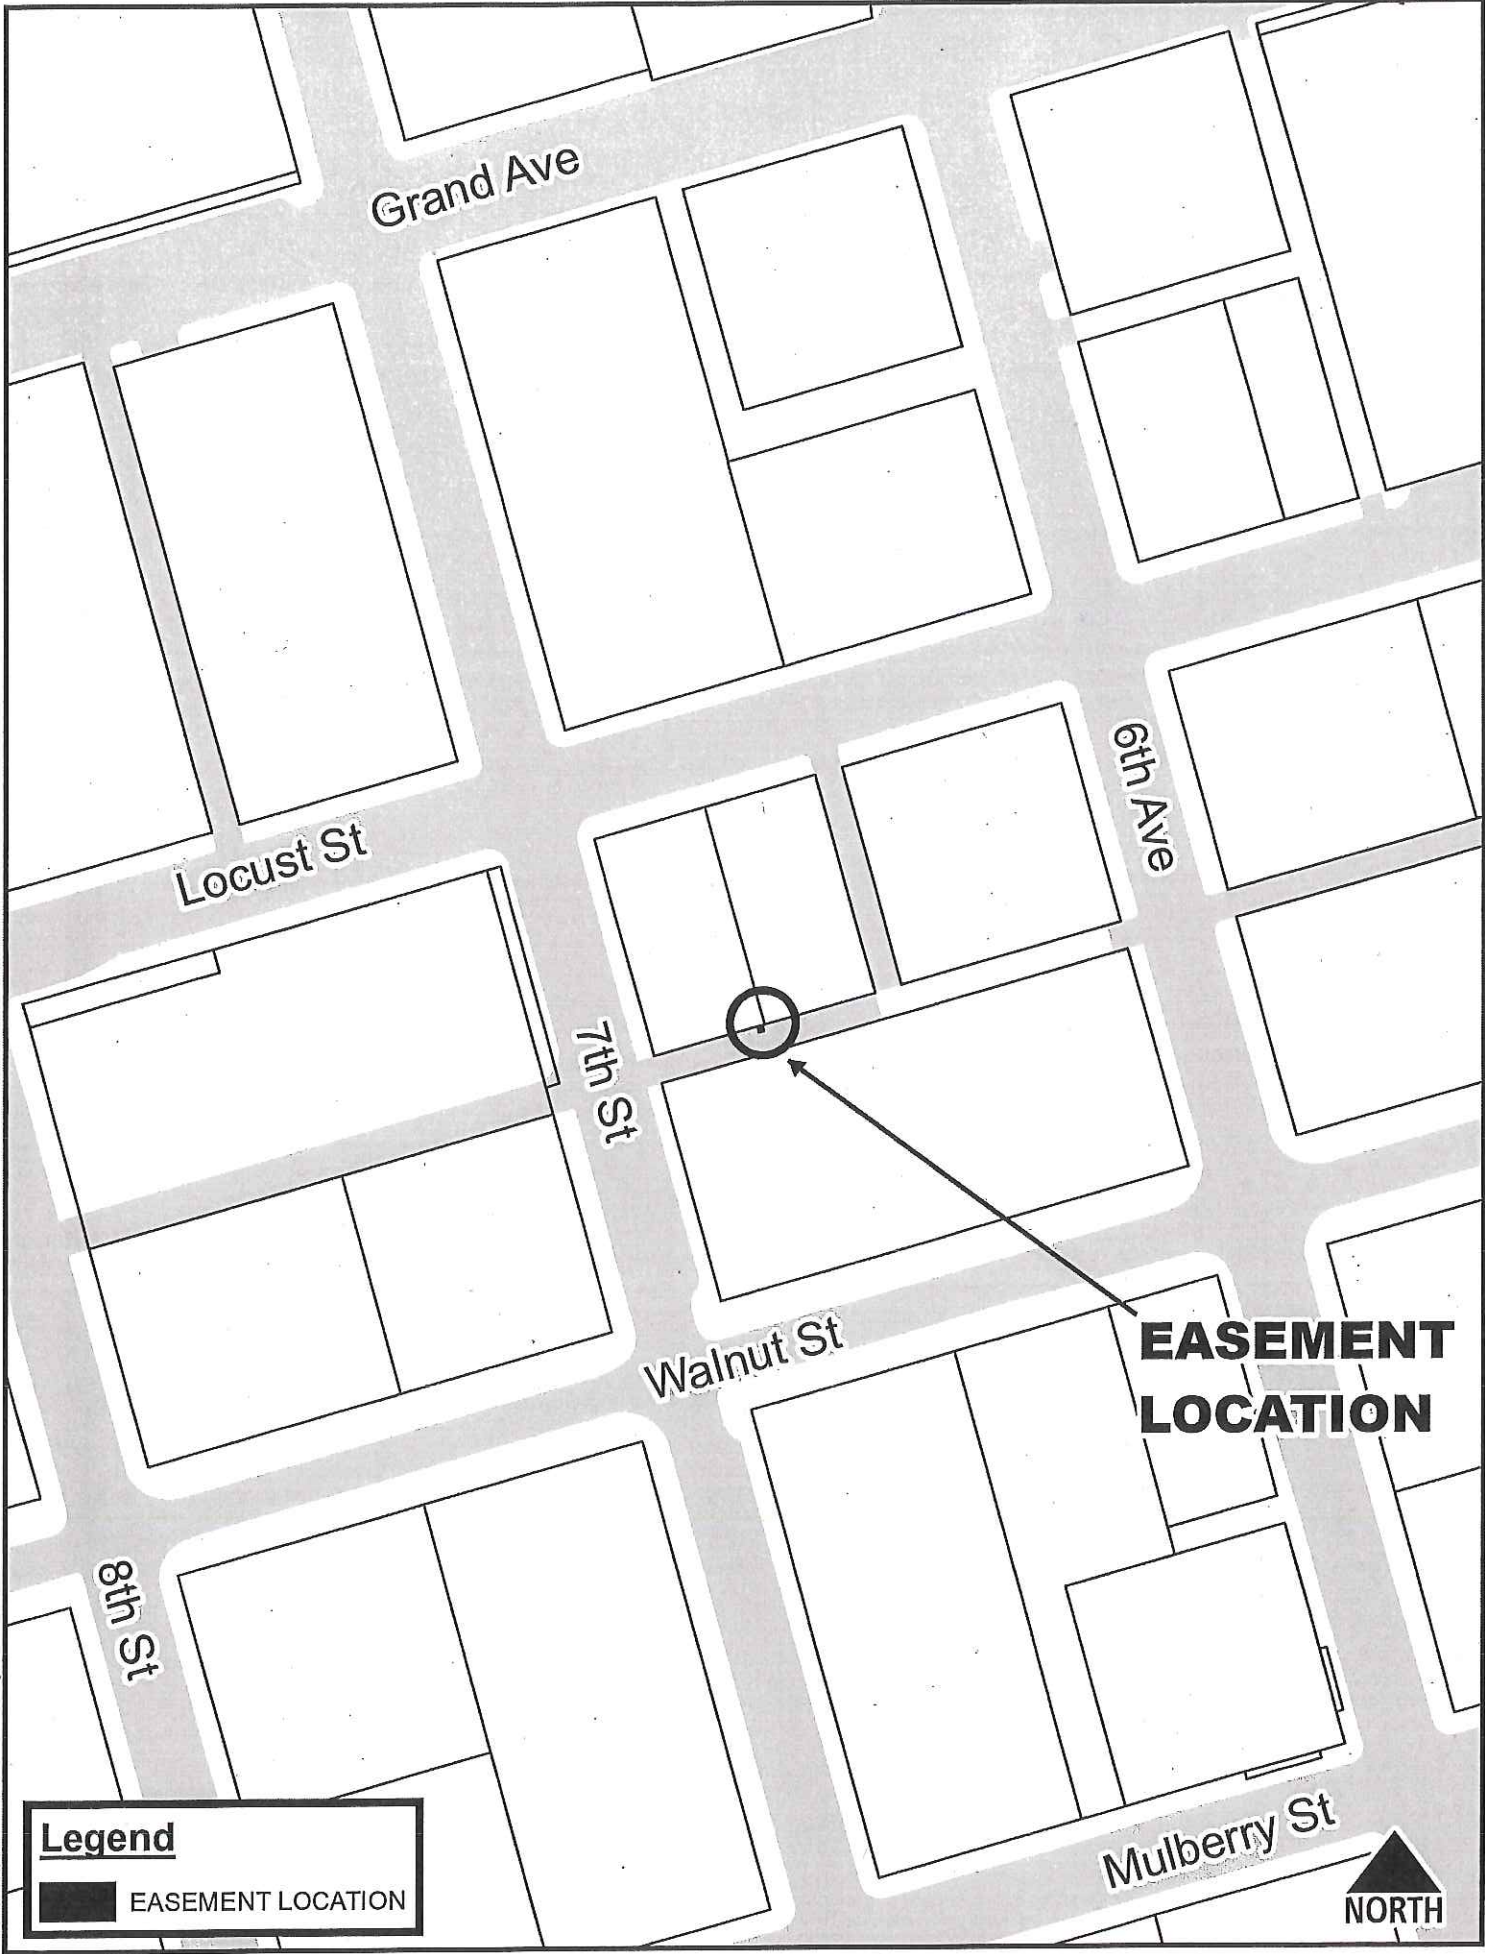 Grand Ave
6th Ave
Locust St
7th St
EASEMENT
LOCATION
Walnut St
8th St
Mulberry St
Legend
EASEMENT LOCATION
NORTH